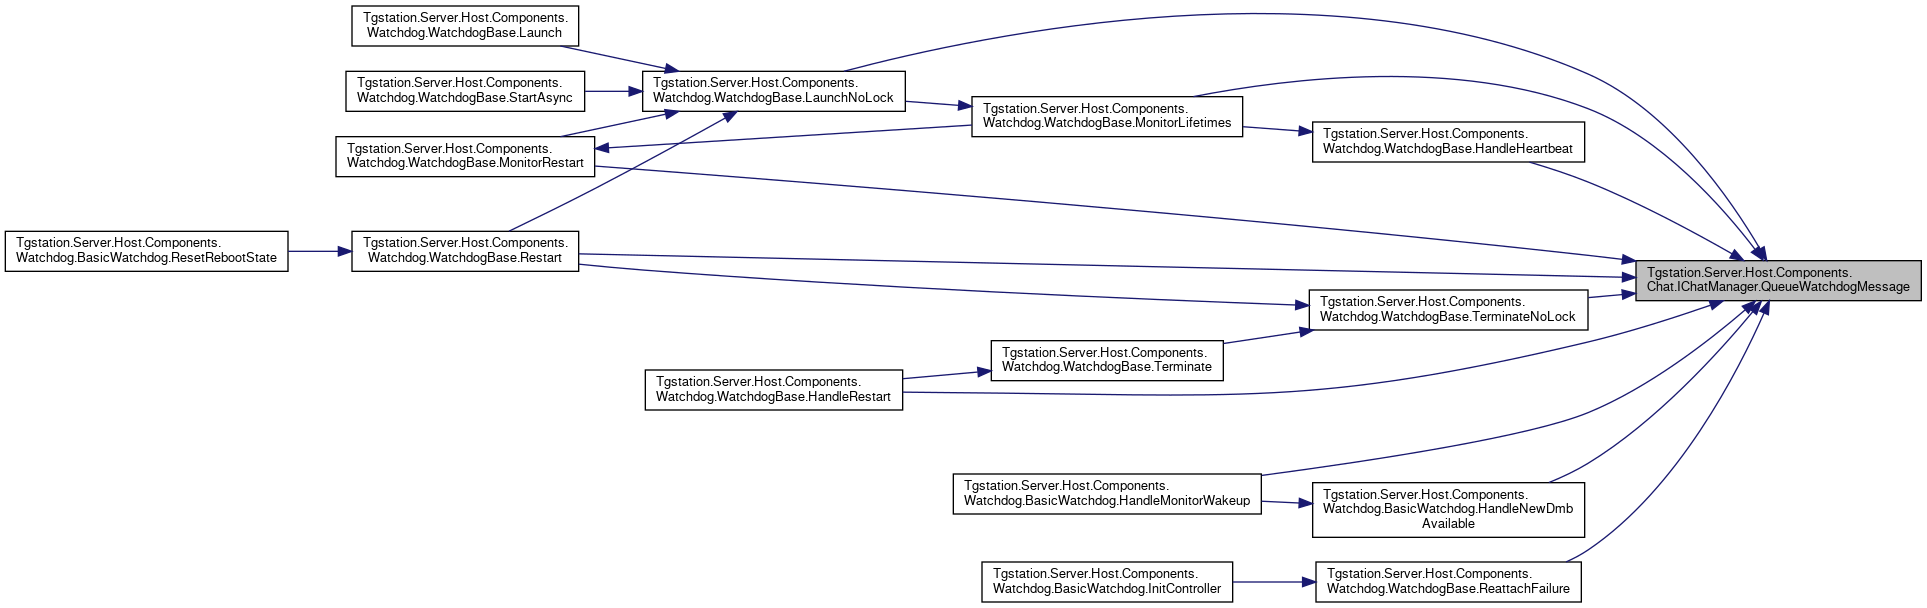 Tgstation.Server.Host.Components.
Watchdog.WatchdogBase.Launch
Tgstation.Server.Host.Components.
Watchdog.WatchdogBase.StartAsync
Tgstation.Server.Host.Components.
Watchdog.WatchdogBase.LaunchNoLock
Tgstation.Server.Host.Components.
Watchdog.WatchdogBase.MonitorLifetimes
Tgstation.Server.Host.Components.
Watchdog.WatchdogBase.HandleHeartbeat
Tgstation.Server.Host.Components.
Watchdog.WatchdogBase.MonitorRestart
Tgstation.Server.Host.Components.
Watchdog.BasicWatchdog.ResetRebootState
Tgstation.Server.Host.Components.
Watchdog.WatchdogBase.Restart
Tgstation.Server.Host.Components.
Chat.IChatManager.QueueWatchdogMessage
Tgstation.Server.Host.Components.
Watchdog.WatchdogBase.TerminateNoLock
Tgstation.Server.Host.Components.
Watchdog.WatchdogBase.Terminate
Tgstation.Server.Host.Components.
Watchdog.WatchdogBase.HandleRestart
Tgstation.Server.Host.Components.
Watchdog.BasicWatchdog.HandleMonitorWakeup
Tgstation.Server.Host.Components.
Watchdog.BasicWatchdog.HandleNewDmb
Available
Tgstation.Server.Host.Components.
Watchdog.BasicWatchdog.InitController
Tgstation.Server.Host.Components.
Watchdog.WatchdogBase.ReattachFailure